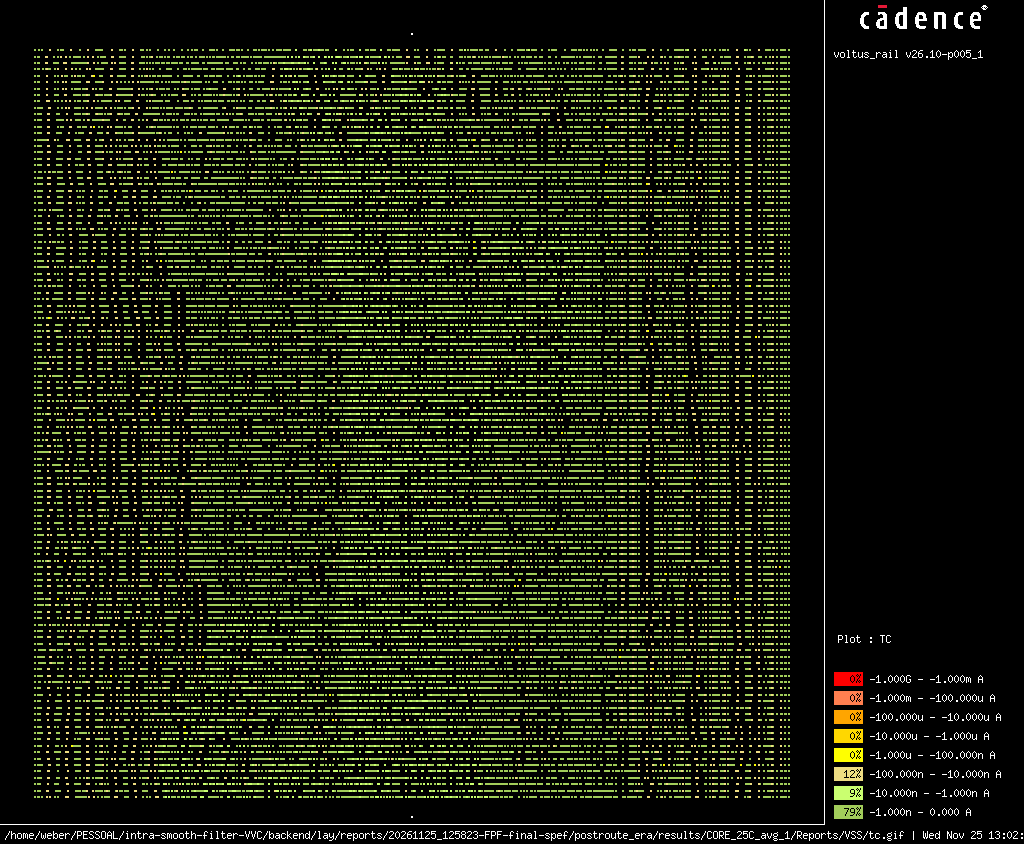 cādence®
voltus_rail v26.10-p005_1
Plot : TC
0% -1.000G - -1.000m A
0% -1.000m - -100.000u A
0% -100.000u - -10.000u A
0% -10.000u - -1.000u A
0% -1.000u - -100.000n A
12% -100.000n - -10.000n A
9% -10.000n - -1.000n A
79% -1.000n - 0.000 A
/home/weber/PESSOAL/intra-smooth-filter-VVC/backend/lay/reports/20261125_125823-FPF-final-spef/postroute_era/results/CORE_25C_avg_1/Reports/VSS/tc.gif | Wed Nov 25 13:02: